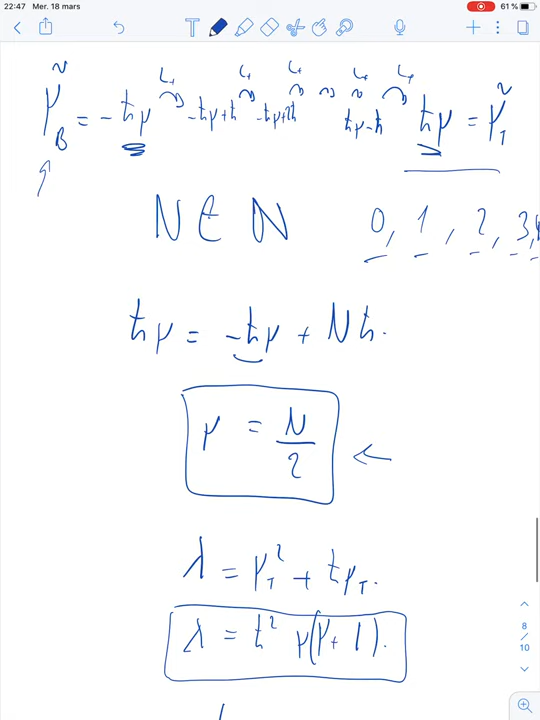 22:47 Mer. 18 mars 61 %
L₊ L₊ L₊ L₊ L₊
μ̃_B = -ħμ -ħμ+ħ -ħμ+2ħ ħμ-ħ ħμ = μ̃_T
N ∈ ℕ 0, 1, 2, 3,
ħμ = -ħμ + Nħ.
μ = N/2 ←
λ = μ_T² + ħμ_T.
λ = ħ² μ(μ+1).
8 / 10